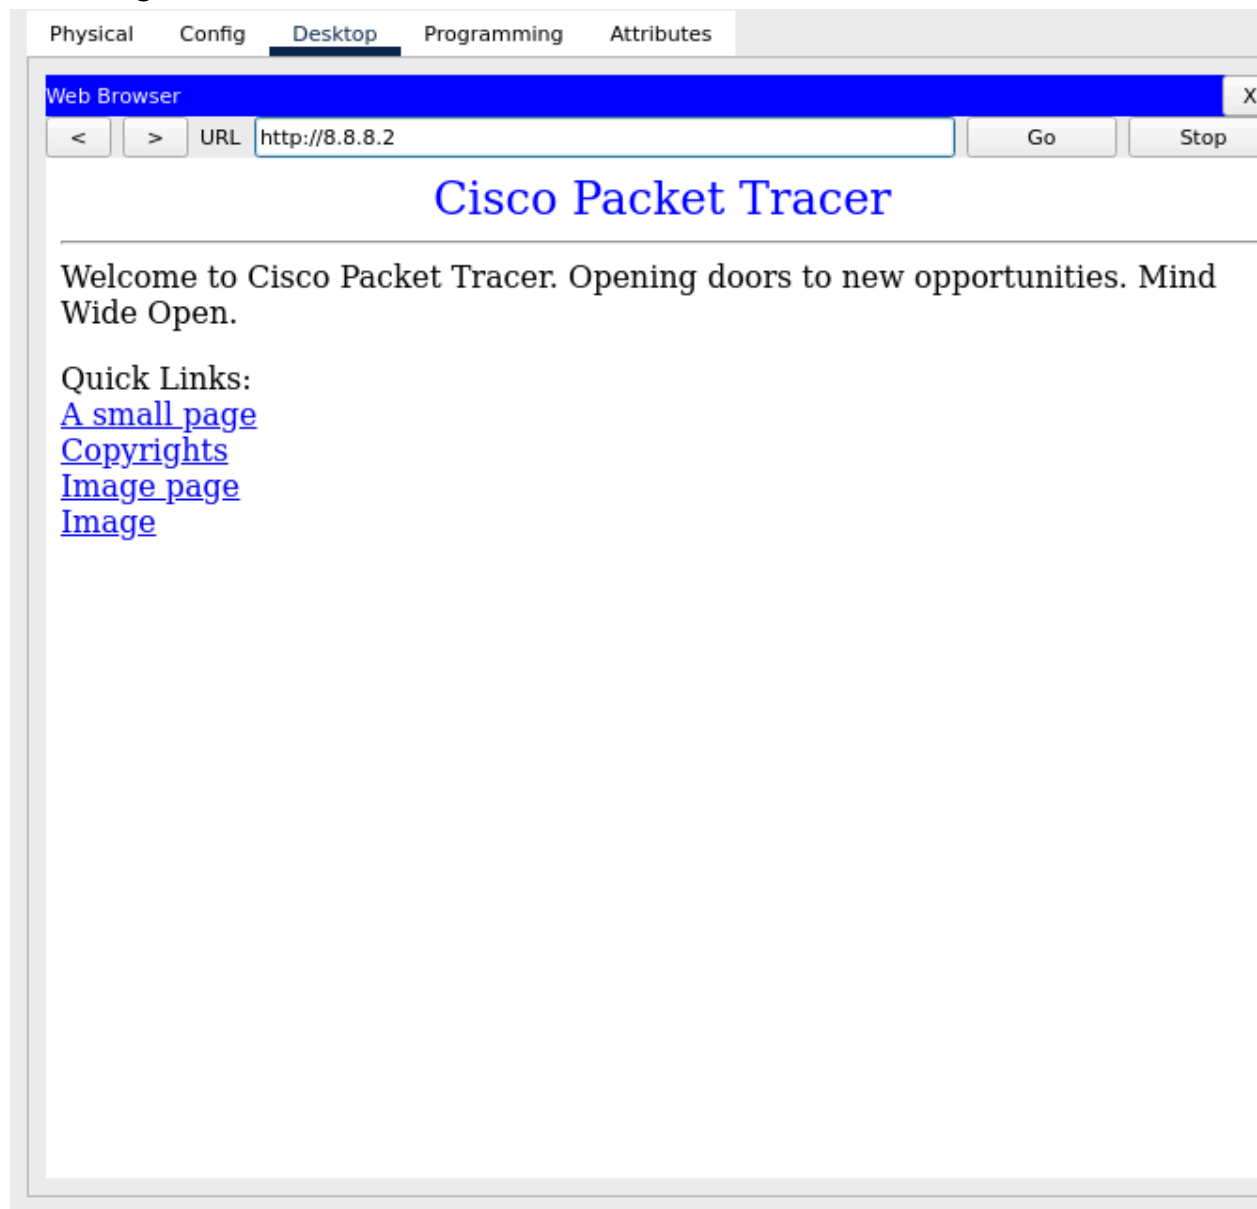 Physical Config Desktop Programming Attributes
Web Browser X
< > URL http://8.8.8.2 Go Stop
Cisco Packet Tracer
Welcome to Cisco Packet Tracer. Opening doors to new opportunities. Mind
Wide Open.
Quick Links:
A small page
Copyrights
Image page
Image